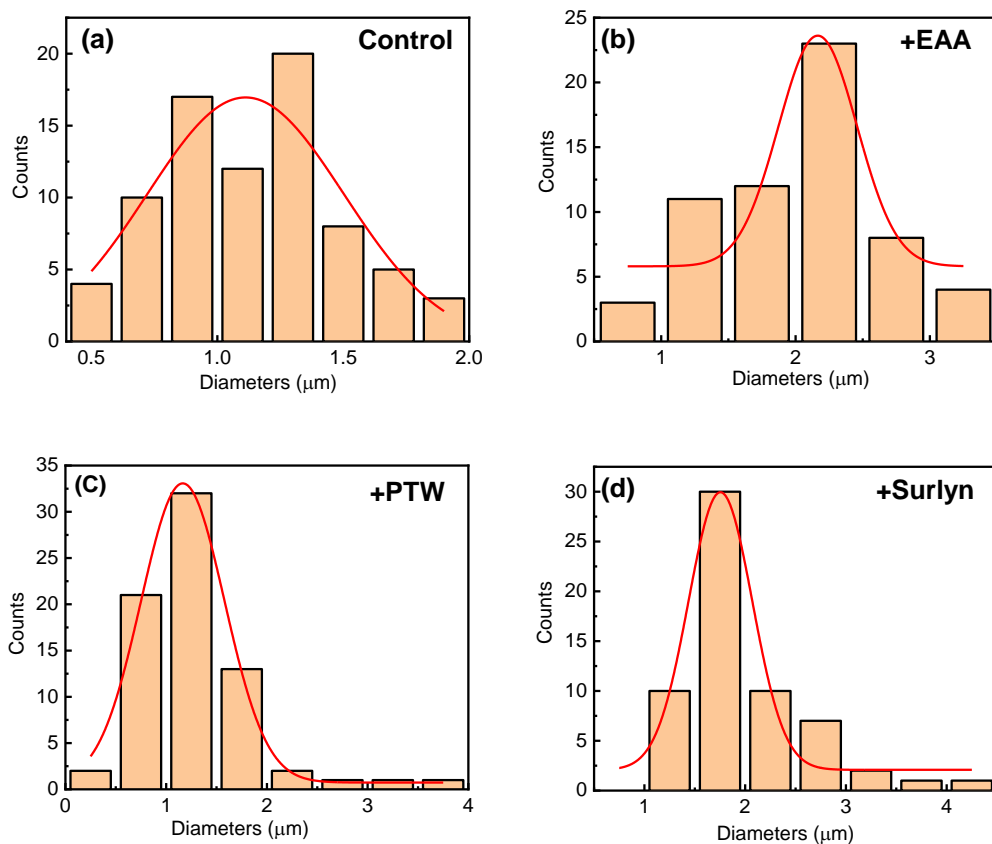 (a) Control
20
15
10
5
0
Counts
0.5 1.0 1.5 2.0
Diameters (μm)
(b) +EAA
25
20
15
10
5
0
Counts
1 2 3
Diameters (μm)
(C) +PTW
35
30
25
20
15
10
5
0
Counts
0 1 2 3 4
Diameters (μm)
(d) +Surlyn
30
25
20
15
10
5
0
Counts
1 2 3 4
Diameters (μm)